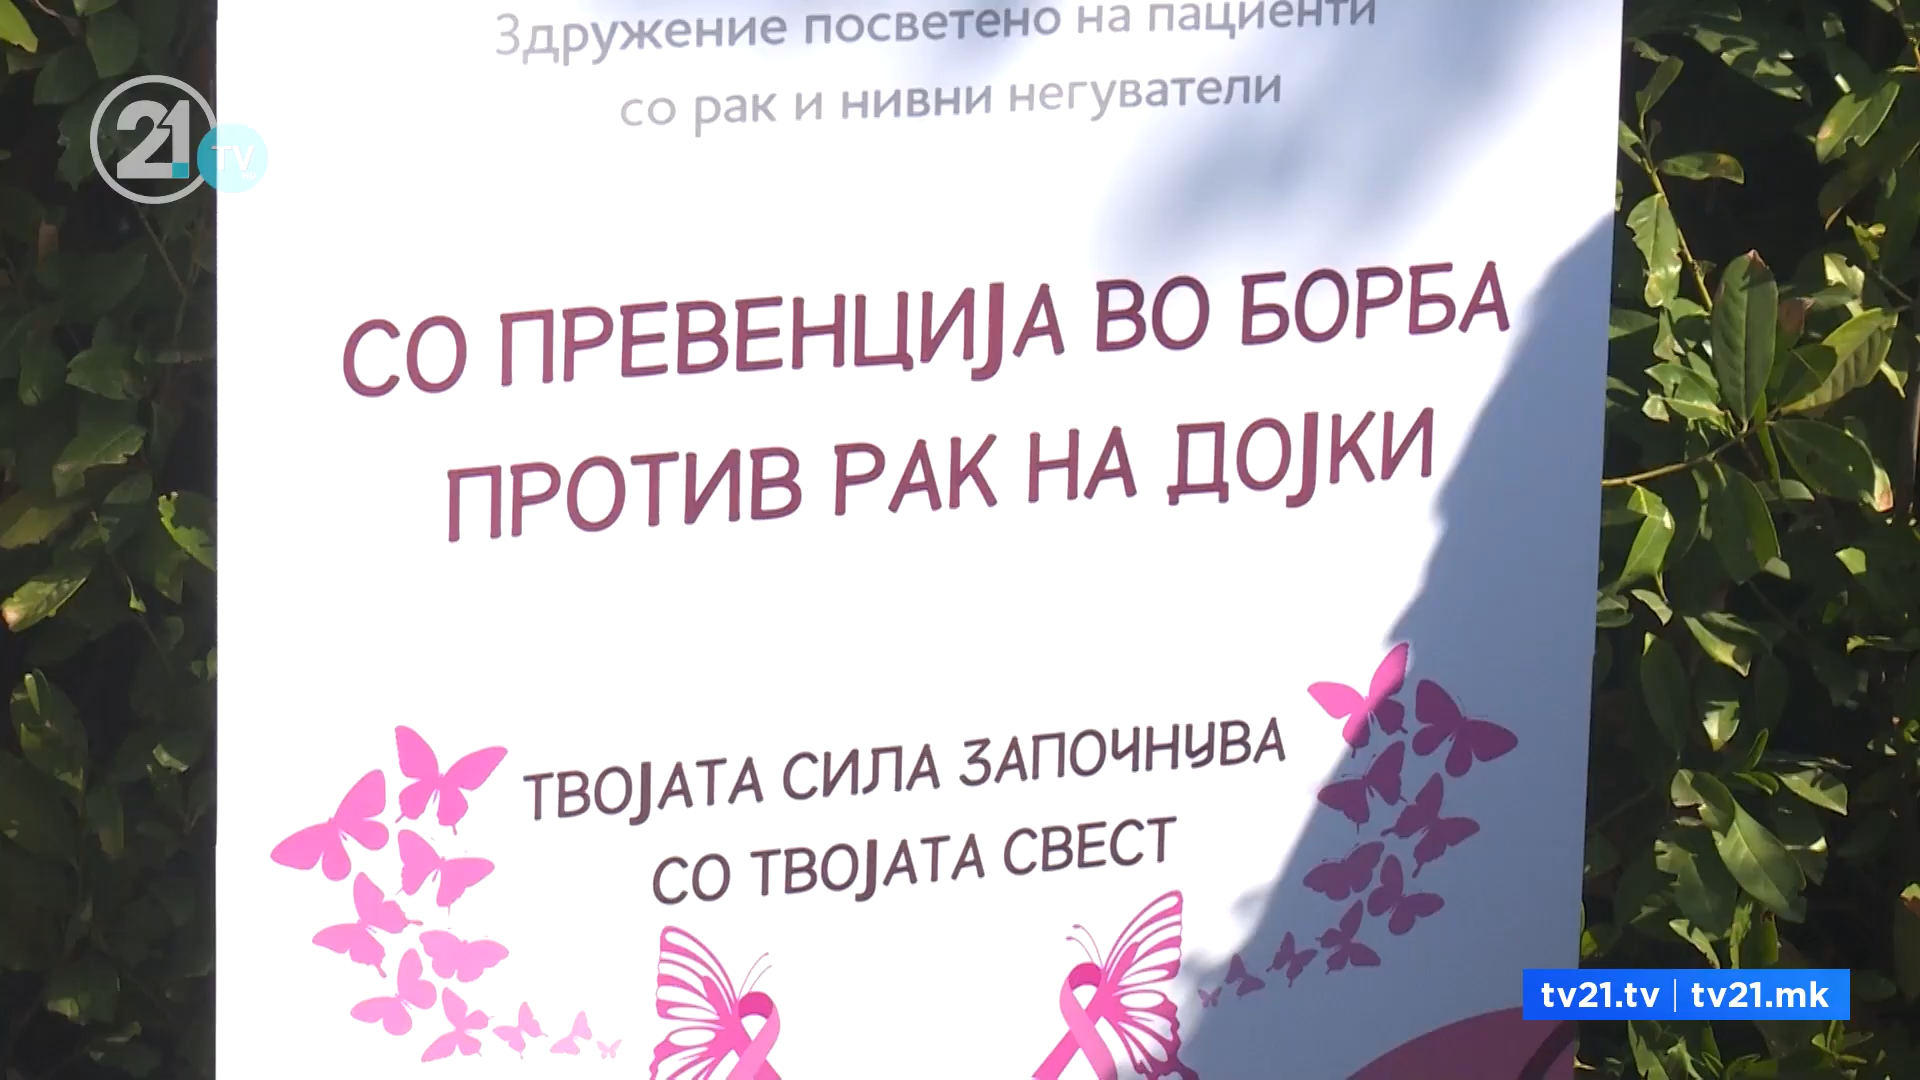 Здружение посветено на пациенти
со рак и нивни негуватели
21 TV HD
СО ПРЕВЕНЦИЈА ВО БОРБА
ПРОТИВ РАК НА ДОЈКИ
ТВОЈАТА СИЛА ЗАПОЧНУВА
СО ТВОЈАТА СВЕСТ
tv21.tv | tv21.mk